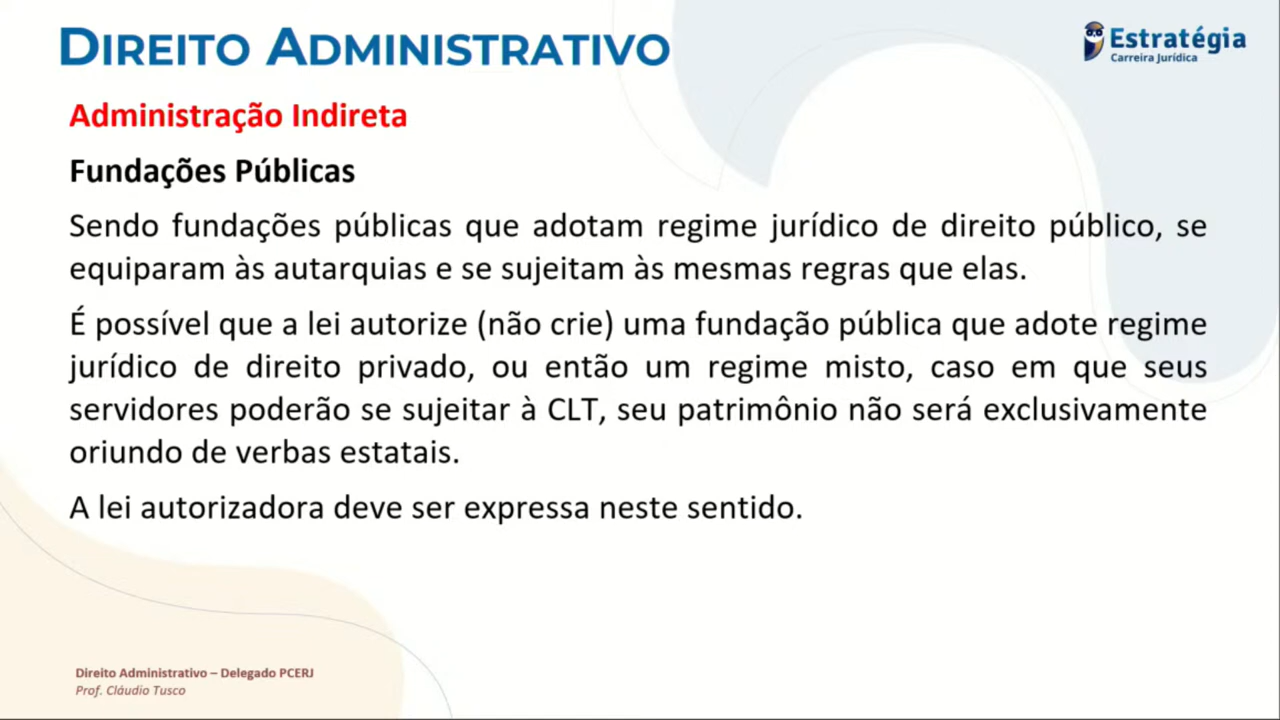 DIREITO ADMINISTRATIVO
Estratégia
Carreira Jurídica
Administração Indireta
Fundações Públicas
Sendo fundações públicas que adotam regime jurídico de direito público, se
equiparam às autarquias e se sujeitam às mesmas regras que elas.
É possível que a lei autorize (não crie) uma fundação pública que adote regime
jurídico de direito privado, ou então um regime misto, caso em que seus
servidores poderão se sujeitar à CLT, seu patrimônio não será exclusivamente
oriundo de verbas estatais.
A lei autorizadora deve ser expressa neste sentido.
Direito Administrativo – Delegado PCERJ
Prof. Cláudio Tusco